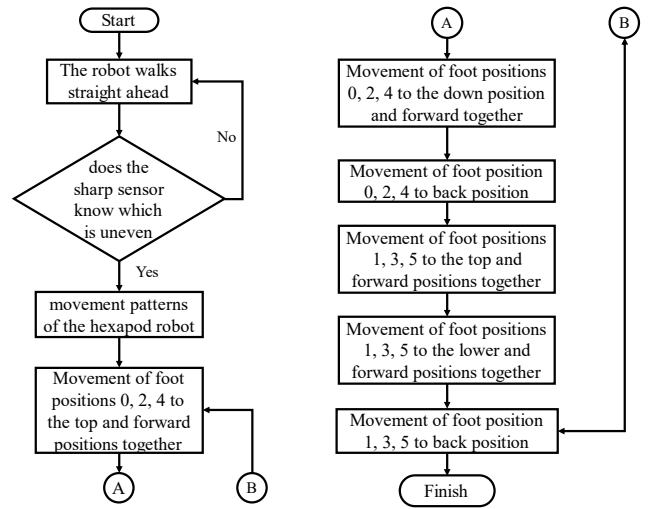 Start
The robot walks
straight ahead
No
does the
sharp sensor
know which
is uneven
Yes
movement patterns
of the hexapod robot
Movement of foot
positions 0, 2, 4 to
the top and forward
positions together
A
B
A
B
Movement of foot positions
0, 2, 4 to the down position
and forward together
Movement of foot position
0, 2, 4 to back position
Movement of foot positions
1, 3, 5 to the top and
forward positions together
Movement of foot positions
1, 3, 5 to the lower and
forward positions together
Movement of foot position
1, 3, 5 to back position
Finish